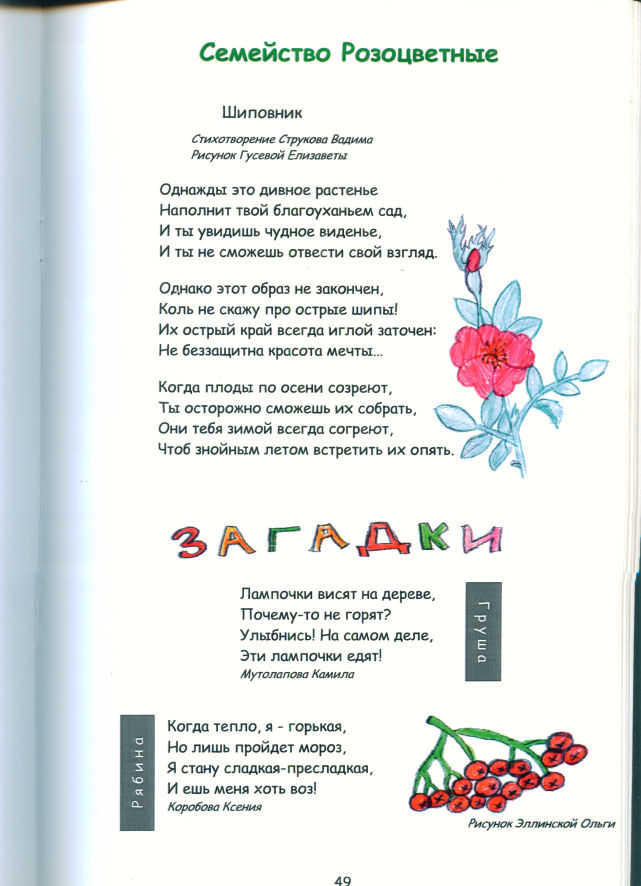 Семейство Розоцветные
Шиповник
Стихотворение Струкова Вадима
Рисунок Гусевой Елизаветы
Однажды это дивное растенье
Наполнит твой благоуханьем сад,
И ты увидишь чудное виденье,
И ты не сможешь отвести свой взгляд.
Однако этот образ не закончен,
Коль не скажу про острые шипы!
Их острый край всегда иглой заточен:
Не беззащитна красота мечты...
Когда плоды по осени созреют,
Ты осторожно сможешь их собрать,
Они тебя зимой всегда согреют,
Чтоб знойным летом встретить их опять.
ЗАГАДКИ
Лампочки висят на дереве,
Почему-то не горят?
Улыбнись! На самом деле,
Эти лампочки едят!
Мутолапова Камила
Груша
Рябина
Когда тепло, я - горькая,
Но лишь пройдет мороз,
Я стану сладкая-пресладкая,
И ешь меня хоть воз!
Коробова Ксения
Рисунок Эллинской Ольги
49